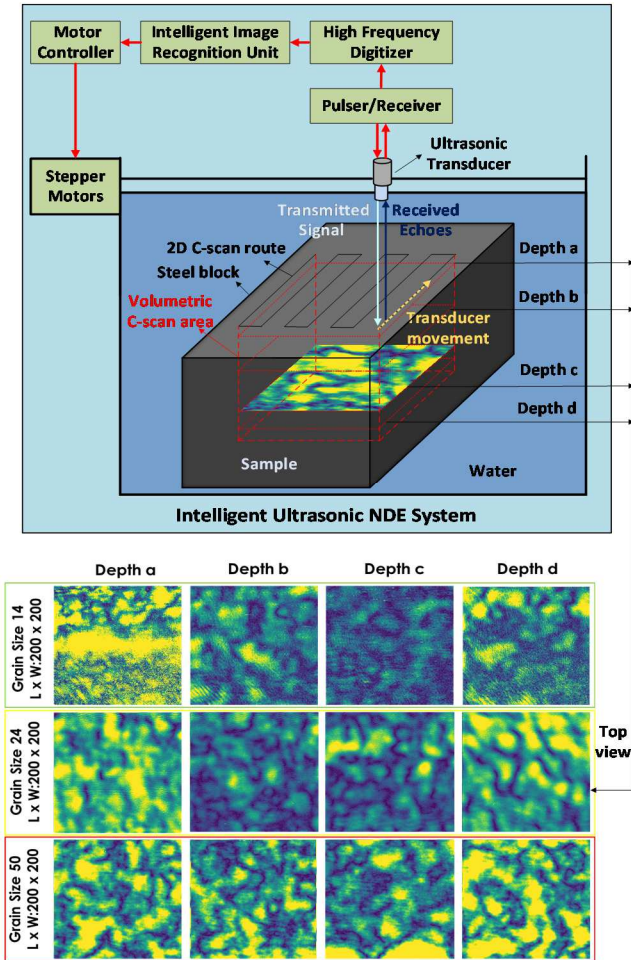 Motor
Controller
Intelligent Image
Recognition Unit
High Frequency
Digitizer
Pulser/Receiver
Ultrasonic
Transducer
Stepper
Motors
Transmitted
Signal
Received
Echoes
2D C-scan route
Steel block
Volumetric
C-scan area
Transducer
movement
Depth a
Depth b
Depth c
Depth d
Sample
Water
Intelligent Ultrasonic NDE System
Depth a
Depth b
Depth c
Depth d
Grain Size 14
L x W:200 x 200
Grain Size 24
L x W:200 x 200
Top
view
Grain Size 50
L x W:200 x 200